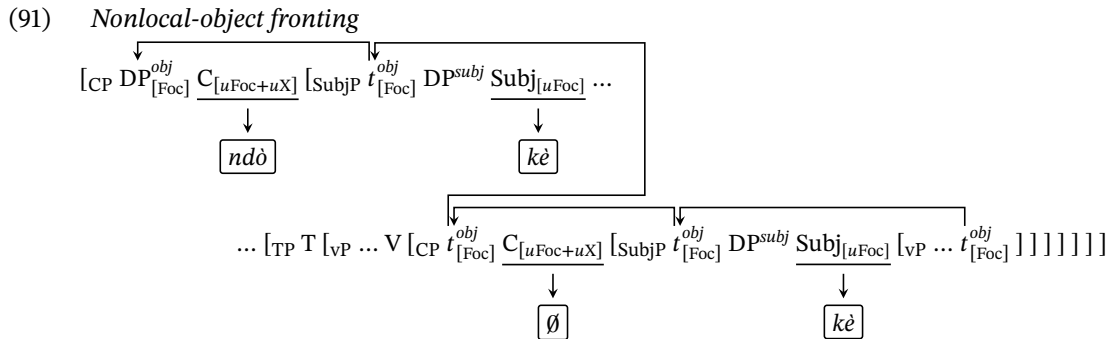 (91) Nonlocal-object fronting
[CP DP^obj_[Foc] C_[uFoc+uX] [SubjP t^obj_[Foc] DP^subj Subj_[uFoc] ...
ndò kè
... [TP T [vP ... V [CP t^obj_[Foc] C_[uFoc+uX] [SubjP t^obj_[Foc] DP^subj Subj_[uFoc] [vP ... t^obj_[Foc] ] ] ] ] ] ] ]
Ø kè